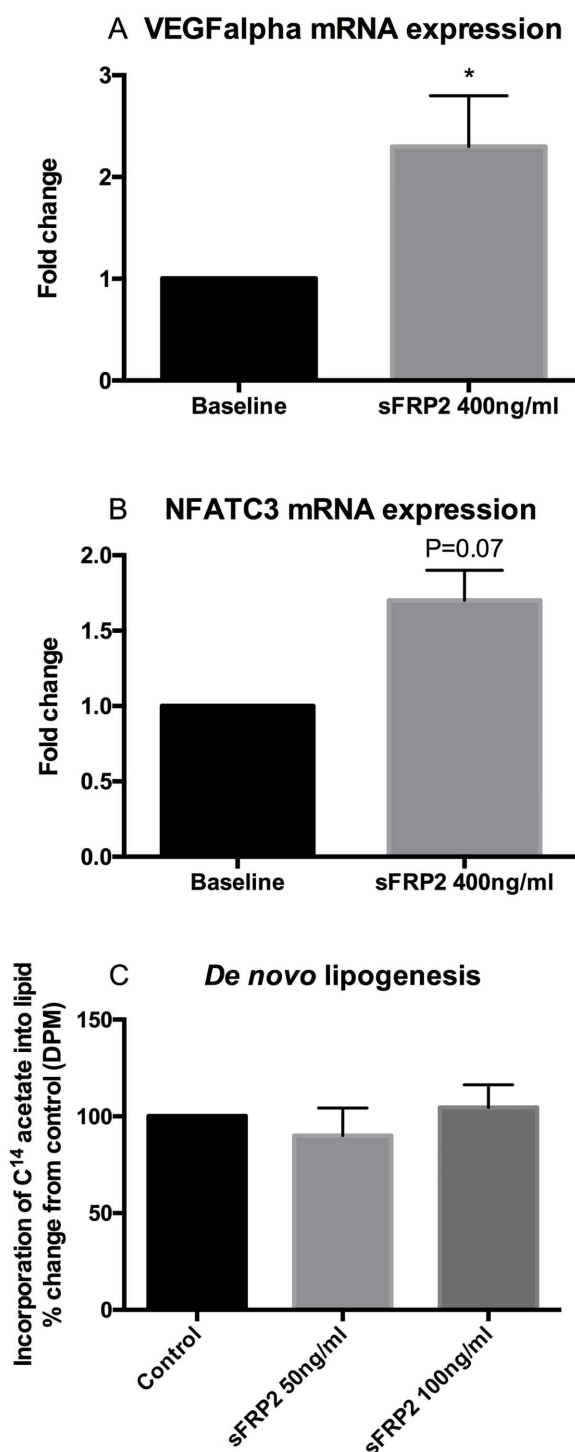 A VEGFalpha mRNA expression
3
*
2
1
0
Fold change
Baseline
sFRP2 400ng/ml
B NFATC3 mRNA expression
2.0
P=0.07
1.5
1.0
0.5
0.0
Fold change
Baseline
sFRP2 400ng/ml
C De novo lipogenesis
150
100
50
0
Incorporation of C¹⁴ acetate into lipid
% change from control (DPM)
Control
sFRP2 50ng/ml
sFRP2 100ng/ml